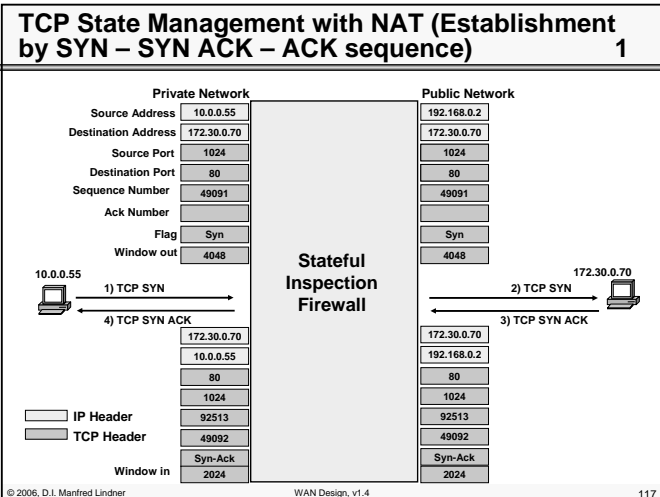 TCP State Management with NAT (Establishment
by SYN – SYN ACK – ACK sequence) 1
Private Network Public Network
Source Address 10.0.0.55 192.168.0.2
Destination Address 172.30.0.70 172.30.0.70
Source Port 1024 1024
Destination Port 80 80
Sequence Number 49091 49091
Ack Number
Flag Syn Syn
Window out 4048 4048
Stateful
Inspection
Firewall
10.0.0.55 172.30.0.70
1) TCP SYN 2) TCP SYN
4) TCP SYN ACK 3) TCP SYN ACK
172.30.0.70 172.30.0.70
10.0.0.55 192.168.0.2
80 80
1024 1024
IP Header 92513 92513
TCP Header 49092 49092
Syn-Ack Syn-Ack
Window in 2024 2024
© 2006, D.I. Manfred Lindner WAN Design, v1.4 117